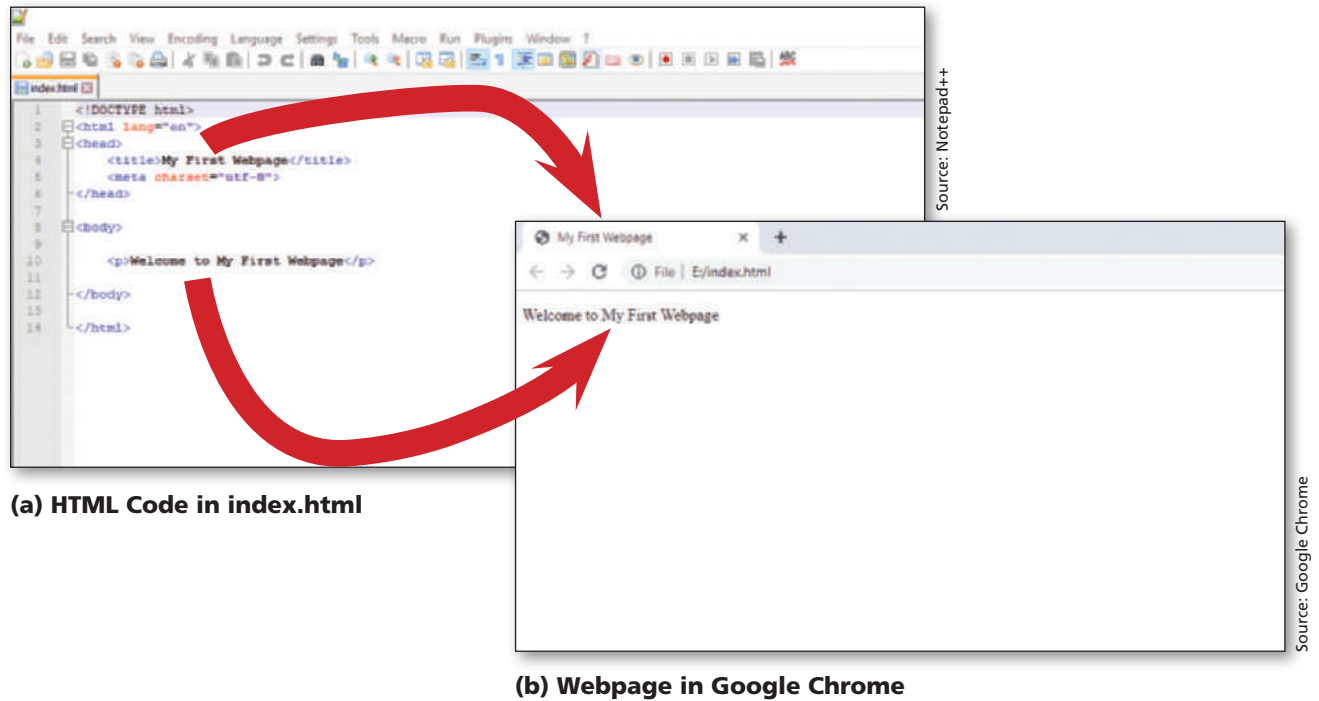 File Edit Search View Encoding Language Settings Tools Macro Run Plugins Window ?
index.html
1 <!DOCTYPE html>
2 <html lang="en">
3 <head>
4 <title>My First Webpage</title>
5 <meta charset="utf-8">
6 </head>
7
8 <body>
9
10 <p>Welcome to My First Webpage</p>
11
12 </body>
13
14 </html>
Source: Notepad++
(a) HTML Code in index.html
My First Webpage
File | E:/index.html
Welcome to My First Webpage
Source: Google Chrome
(b) Webpage in Google Chrome